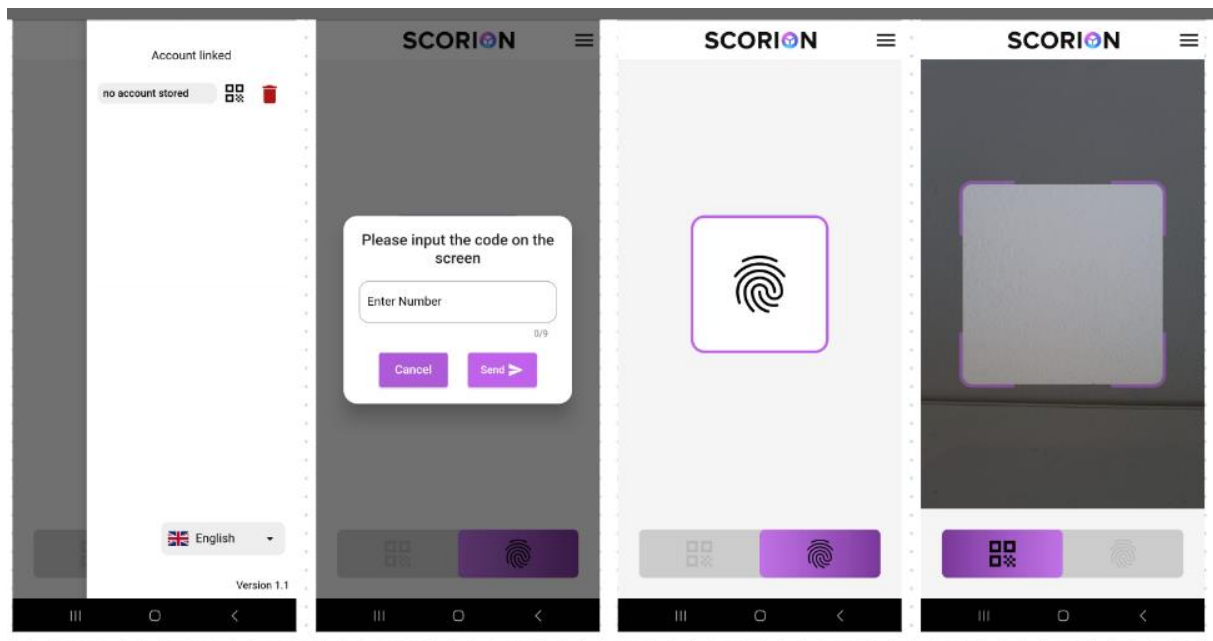 Account linked
no account stored
English
Version 1.1
SCORION
Please input the code on the
screen
Enter Number
0/9
Cancel
Send
SCORION
SCORION